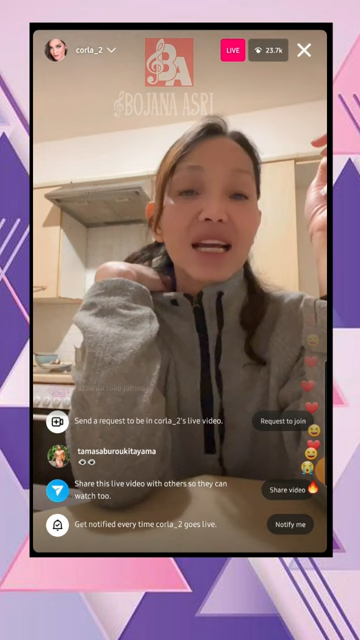 corla_2
LIVE
23.7k
BA
BOJANA ASRI
Send a request to be in corla_2's live video.
Request to join
tamasaburoukitayama
Share this live video with others so they can
watch too.
Share video
Get notified every time corla_2 goes live.
Notify me